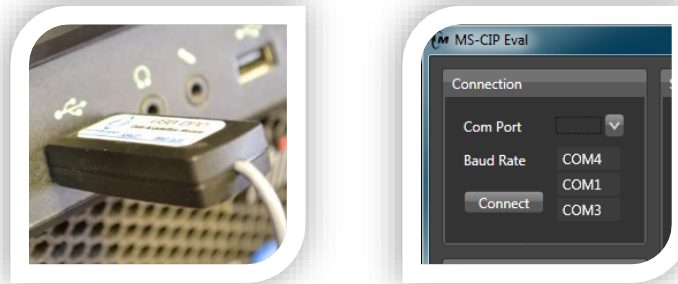 MS-CIP Eval
Connection
Com Port
Baud Rate
COM4
COM1
Connect
COM3